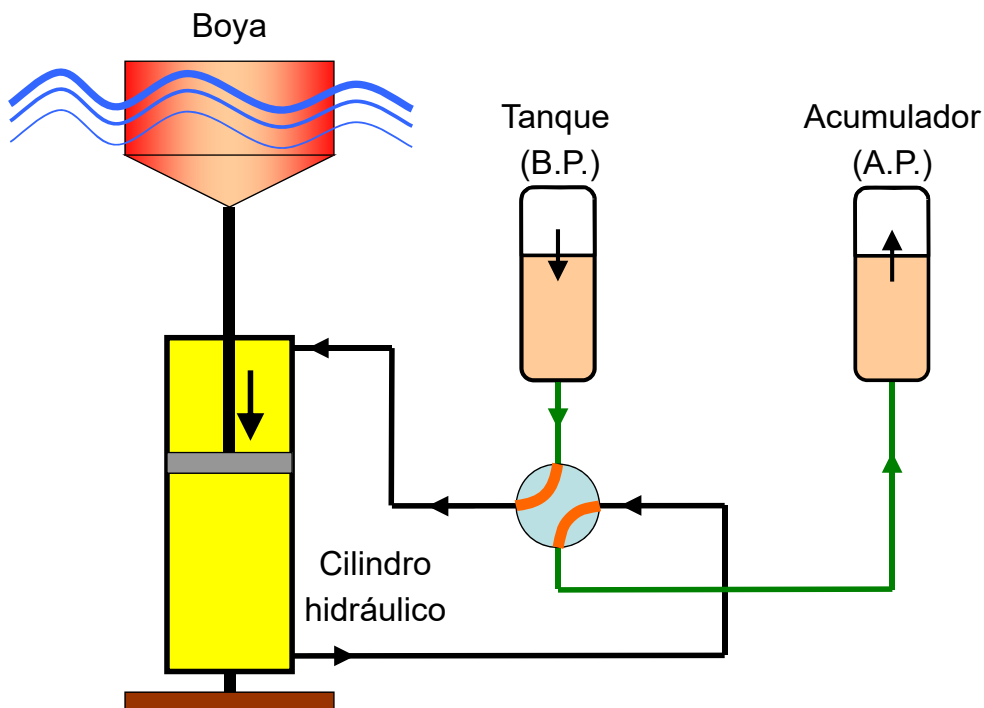 Boya
Tanque
(B.P.)
Acumulador
(A.P.)
Cilindro
hidráulico